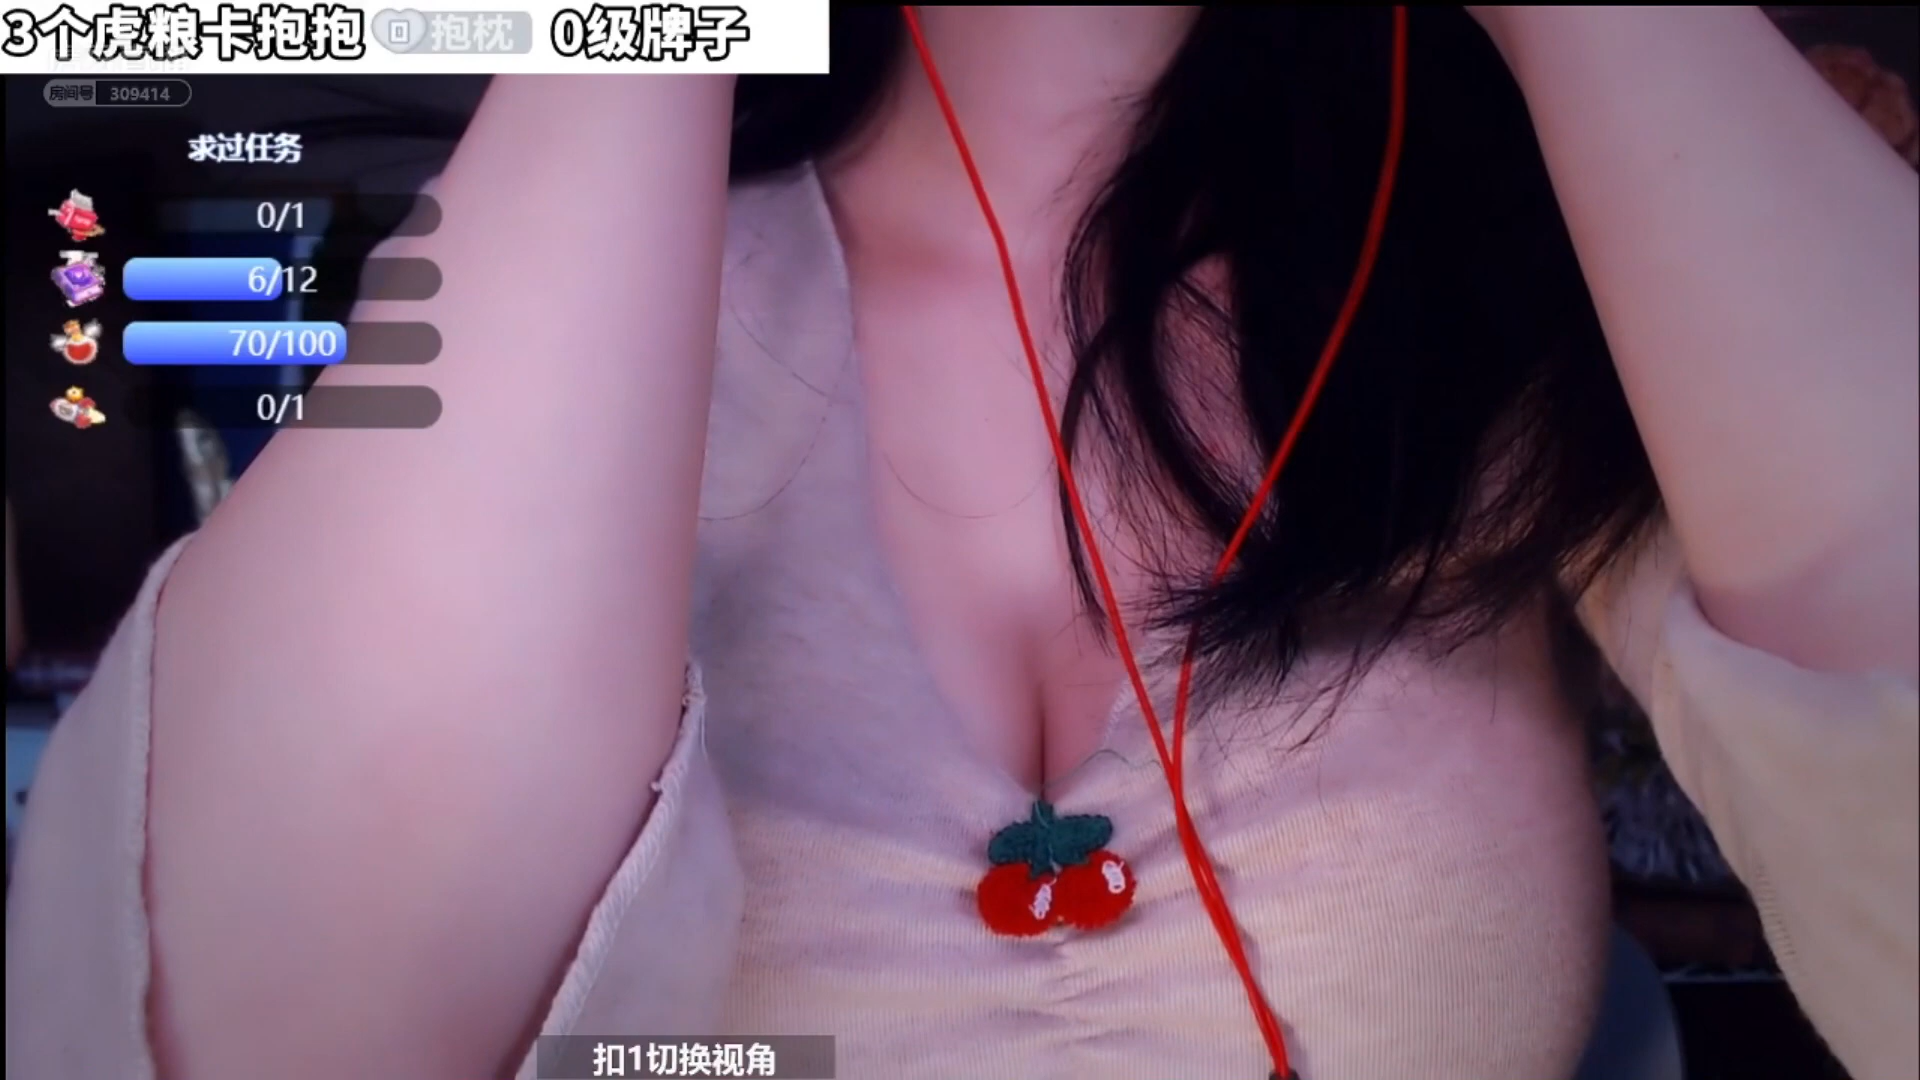 3个虎粮卡抱抱 回 抱枕 0级牌子
房间号 309414
求过任务
0/1
6/12
70/100
0/1
扣1切换视角